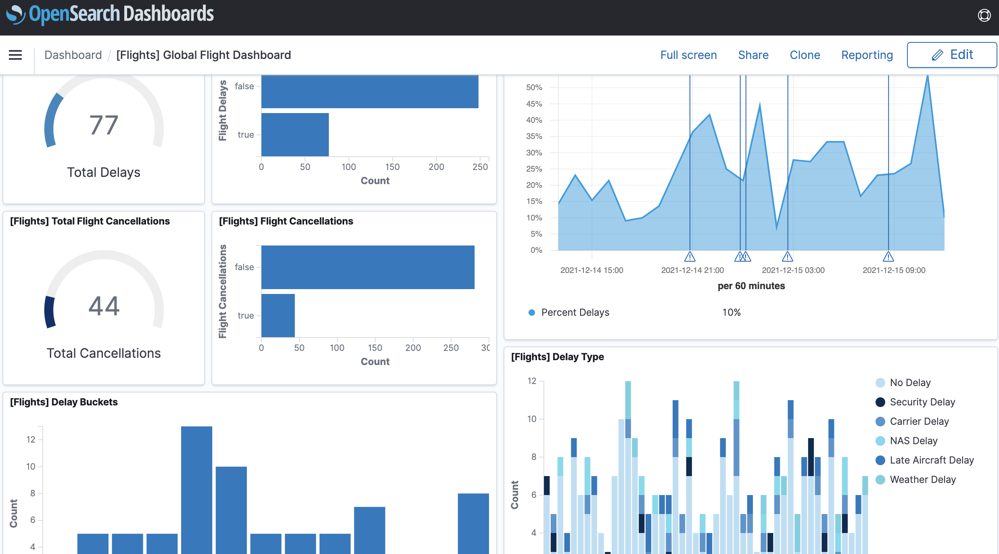 OpenSearch Dashboards
Dashboard / [Flights] Global Flight Dashboard
Full screen
Share
Clone
Reporting
Edit
77
Total Delays
Flight Delays
false
true
0 50 100 150 200 250
Count
50%
45%
40%
35%
30%
25%
20%
15%
10%
5%
0%
2021-12-14 15:00 2021-12-14 21:00 2021-12-15 03:00 2021-12-15 09:00
per 60 minutes
Percent Delays 10%
[Flights] Total Flight Cancellations
44
Total Cancellations
[Flights] Flight Cancellations
Flight Cancellations
false
true
0 50 100 150 200 250
Count
[Flights] Delay Buckets
Count
12
10
8
6
4
[Flights] Delay Type
Count
12
10
8
6
4
No Delay
Security Delay
Carrier Delay
NAS Delay
Late Aircraft Delay
Weather Delay